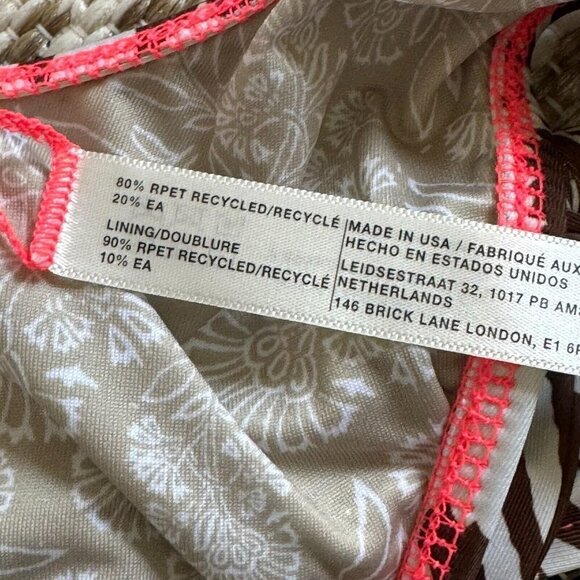 80% RPET RECYCLED/RECYCLÉ
20% EA
LINING/DOUBLURE
90% RPET RECYCLED/RECYCLÉ
10% EA
MADE IN USA / FABRIQUÉ AUX
HECHO EN ESTADOS UNIDOS
LEIDSESTRAAT 32, 1017 PB AMS
NETHERLANDS
146 BRICK LANE LONDON, E1 6R